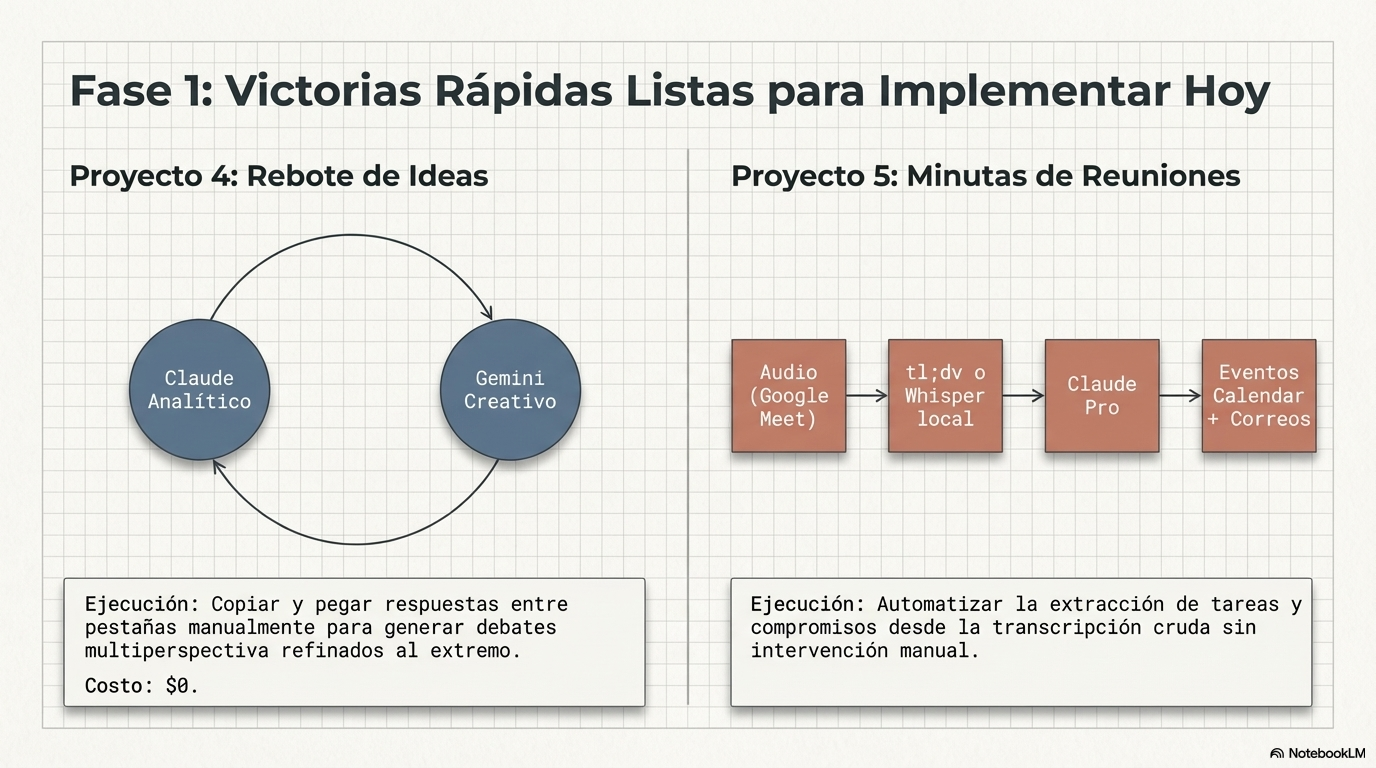 Fase 1: Victorias Rápidas Listas para Implementar Hoy
Proyecto 4: Rebote de Ideas
Claude
Analítico
Gemini
Creativo
Ejecución: Copiar y pegar respuestas entre
pestañas manualmente para generar debates
multiperspectiva refinados al extremo.
Costo: $0.
Proyecto 5: Minutas de Reuniones
Audio
(Google
Meet)
tl;dv o
Whisper
local
Claude
Pro
Eventos
Calendar
+ Correos
Ejecución: Automatizar la extracción de tareas y
compromisos desde la transcripción cruda sin
intervención manual.
NotebookLM